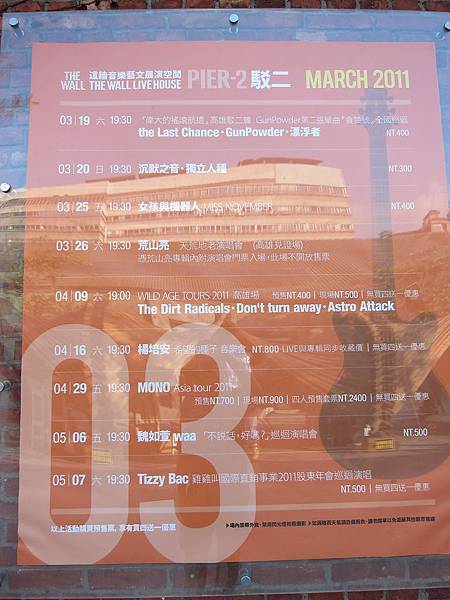 THE WALL 這牆音樂藝文展演空間 THE WALL LIVE HOUSE PIER-2 駁二 MARCH 2011
03 | 19 六 19:30 「偉大的搖滾航道」高雄駁二篇 GunPowder第二張單曲
the Last Chance · GunPowder · 漂浮者 NT.400
03 | 20 日 19:30 沉默之音 · 獨立人種 NT.300
03 | 25 五 19:30 女孩與機器人 MISS NOVEMBER NT.400
03 | 26 六 19:30 荒山亮 天荒地老演唱會 (高雄見證場)
憑荒山亮專輯內附演唱會門票入場，此場不開放售票
04 | 09 六 19:00 WILD AGE TOURS 2011 高雄場 預售NT.400 | 現場NT.500 | 無買四送一優惠
The Dirt Radicals · Don't turn away · Astro Attack
04 | 16 六 19:30 楊培安 音樂會 NT.800 LIVE與專輯同步收藏價 | 無買四送一優惠
04 | 29 五 19:30 MONO Asia tour 2011
預售NT.700 | 現場NT.900 | 四人預售套票NT.2400 | 無買四送一優惠
05 | 06 五 19:30 魏如萱 waa 「不說話，好嗎？」巡迴演唱會 NT.500
05 | 07 六 19:30 Tizzy Bac 雞雞叫國際直銷事業2011股東年會巡迴演唱
NT.500 | 無買四送一優惠
03
以上活動購買預售票，享有買四送一優惠